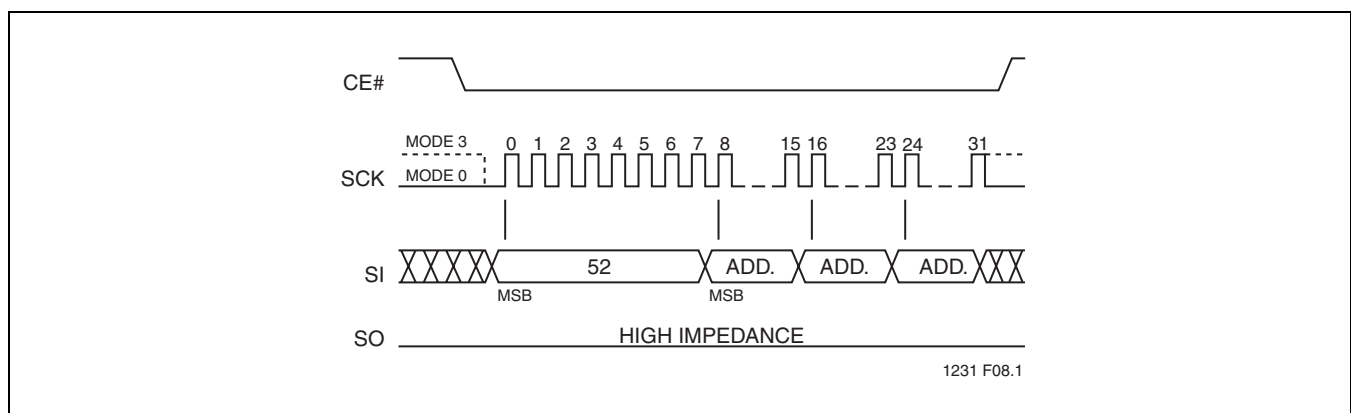 CE#
MODE 3
0 1 2 3 4 5 6 7 8 15 16 23 24 31
SCK MODE 0
SI 52 ADD. ADD. ADD.
MSB MSB
SO HIGH IMPEDANCE
1231 F08.1